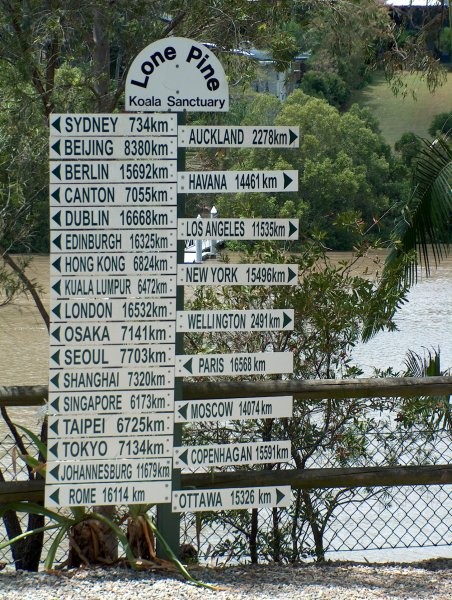 Lone Pine
Koala Sanctuary
SYDNEY 734km
BEIJING 8380km
BERLIN 15692km
CANTON 7055km
DUBLIN 16668km
EDINBURGH 16325km
HONG KONG 6824km
KUALA LUMPUR 6472km
LONDON 16532km
OSAKA 7141km
SEOUL 7703km
SHANGHAI 7320km
SINGAPORE 6173km
TAIPEI 6725km
TOKYO 7134km
JOHANNESBURG 11679km
ROME 16114 km
AUCKLAND 2278km
HAVANA 14461km
LOS ANGELES 11535km
NEW YORK 15496km
WELLINGTON 2491km
PARIS 16568 km
MOSCOW 14074km
COPENHAGAN 15591km
OTTAWA 15326 km